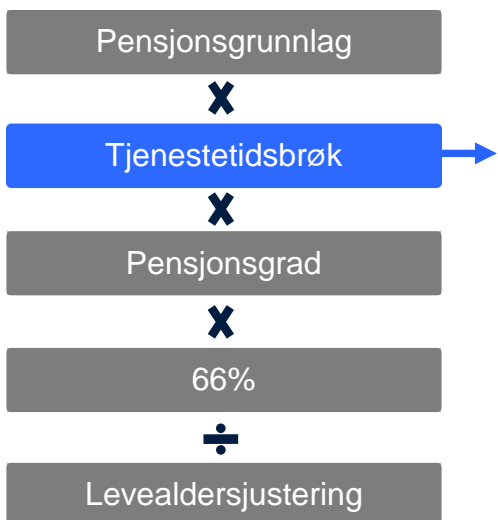 Pensjonsgrunnlag
×
Tjenestetidsbrøk
×
Pensjonsgrad
×
66%
÷
Levealdersjustering